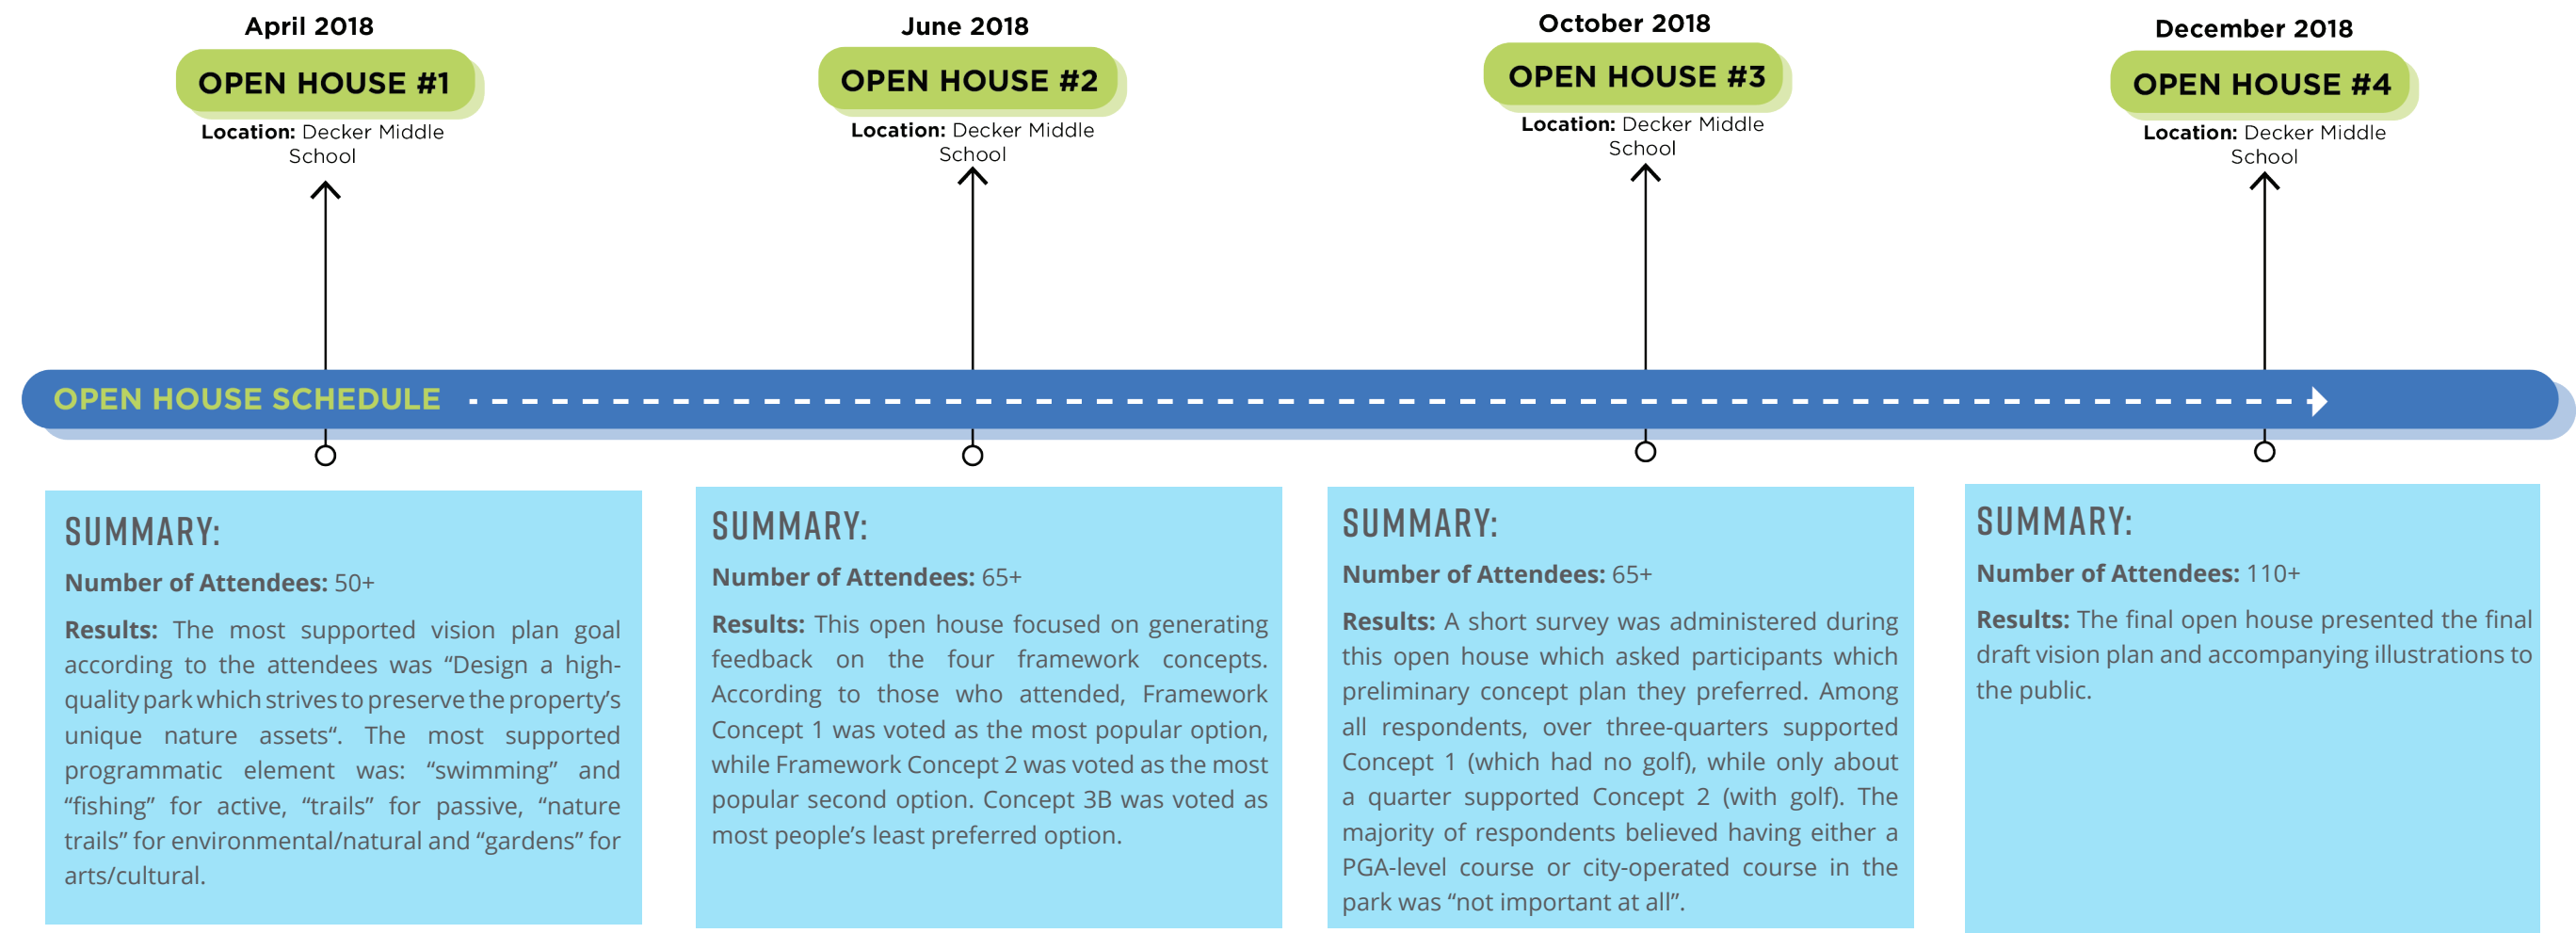 April 2018
OPEN HOUSE #1
Location: Decker Middle
School
June 2018
OPEN HOUSE #2
Location: Decker Middle
School
October 2018
OPEN HOUSE #3
Location: Decker Middle
School
December 2018
OPEN HOUSE #4
Location: Decker Middle
School
OPEN HOUSE SCHEDULE
SUMMARY:
Number of Attendees: 50+
Results: The most supported vision plan goal
according to the attendees was “Design a high-
quality park which strives to preserve the property’s
unique nature assets“. The most supported
programmatic element was: “swimming” and
“fishing” for active, “trails” for passive, “nature
trails” for environmental/natural and “gardens” for
arts/cultural.
SUMMARY:
Number of Attendees: 65+
Results: This open house focused on generating
feedback on the four framework concepts.
According to those who attended, Framework
Concept 1 was voted as the most popular option,
while Framework Concept 2 was voted as the most
popular second option. Concept 3B was voted as
most people’s least preferred option.
SUMMARY:
Number of Attendees: 65+
Results: A short survey was administered during
this open house which asked participants which
preliminary concept plan they preferred. Among
all respondents, over three-quarters supported
Concept 1 (which had no golf), while only about
a quarter supported Concept 2 (with golf). The
majority of respondents believed having either a
PGA-level course or city-operated course in the
park was “not important at all”.
SUMMARY:
Number of Attendees: 110+
Results: The final open house presented the final
draft vision plan and accompanying illustrations to
the public.